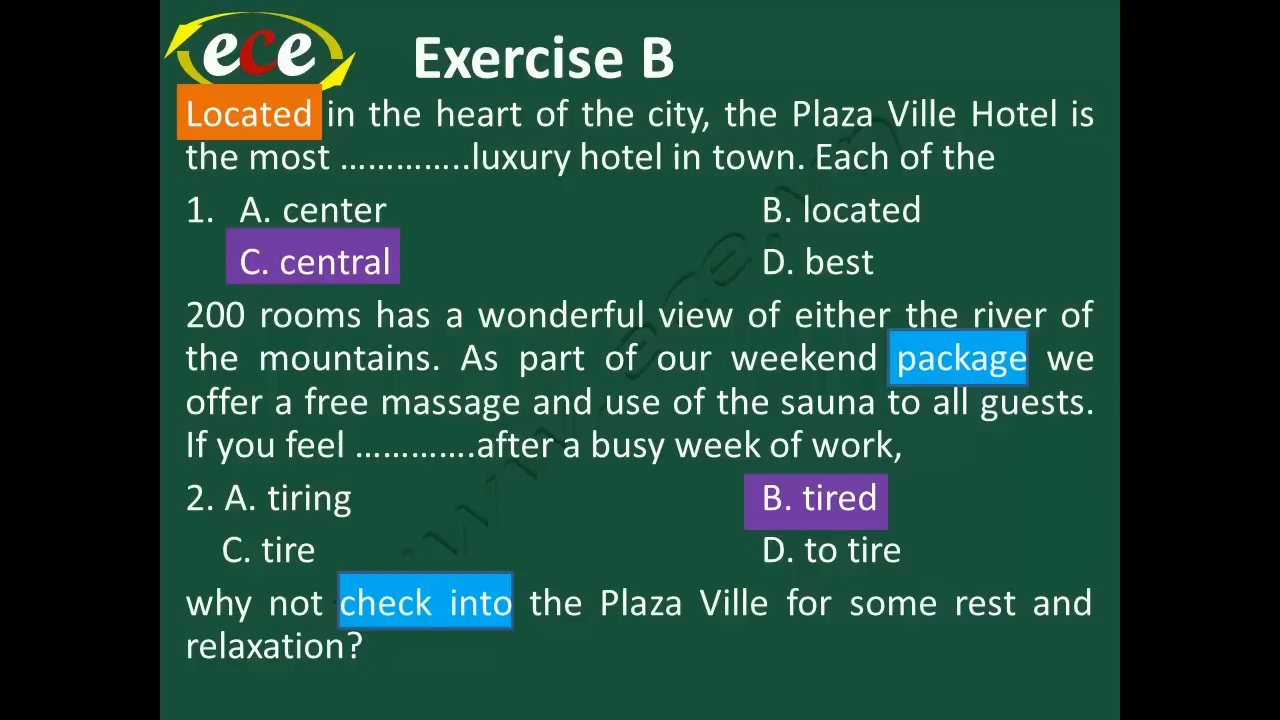 ece
Exercise B
Located in the heart of the city, the Plaza Ville Hotel is
the most …………..luxury hotel in town. Each of the
1. A. center B. located
C. central D. best
200 rooms has a wonderful view of either the river of
the mountains. As part of our weekend package we
offer a free massage and use of the sauna to all guests.
If you feel ………….after a busy week of work,
2. A. tiring B. tired
C. tire D. to tire
why not check into the Plaza Ville for some rest and
relaxation?